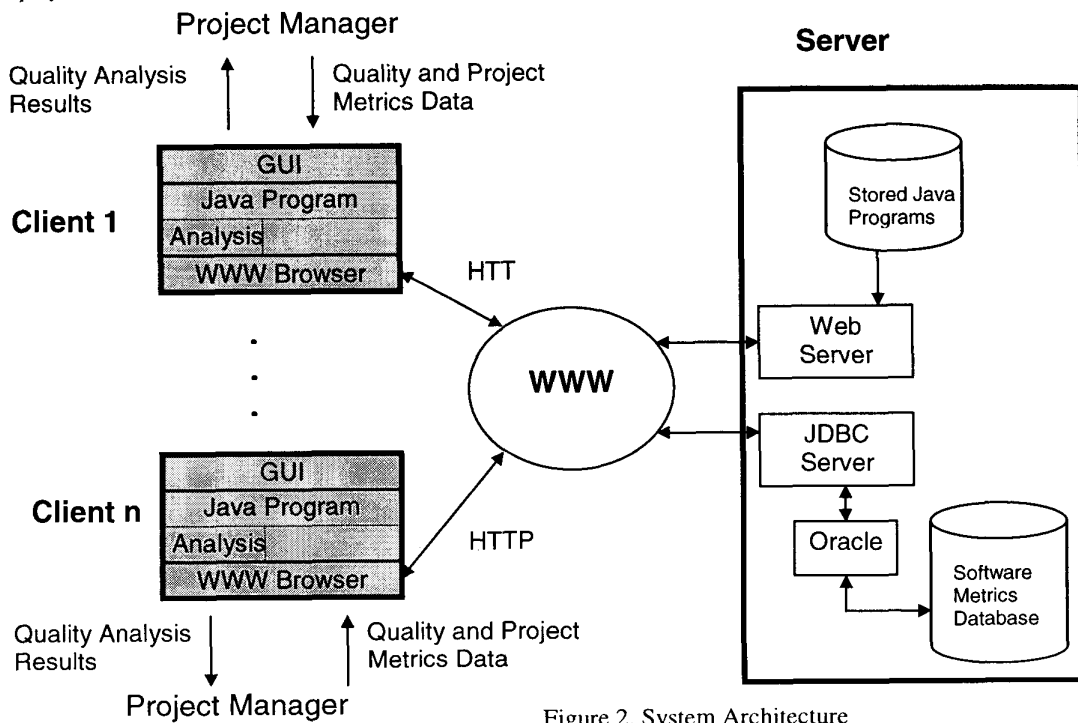 Project Manager
Quality Analysis
Results
Quality and Project
Metrics Data
GUI
Java Program
Analysis
WWW Browser
Client 1
HTT
.
.
.
GUI
Java Program
Analysis
WWW Browser
Client n
HTTP
Quality Analysis
Results
Quality and Project
Metrics Data
Project Manager
WWW
Server
Stored Java
Programs
Web
Server
JDBC
Server
Oracle
Software
Metrics
Database
Figure 2. System Architecture